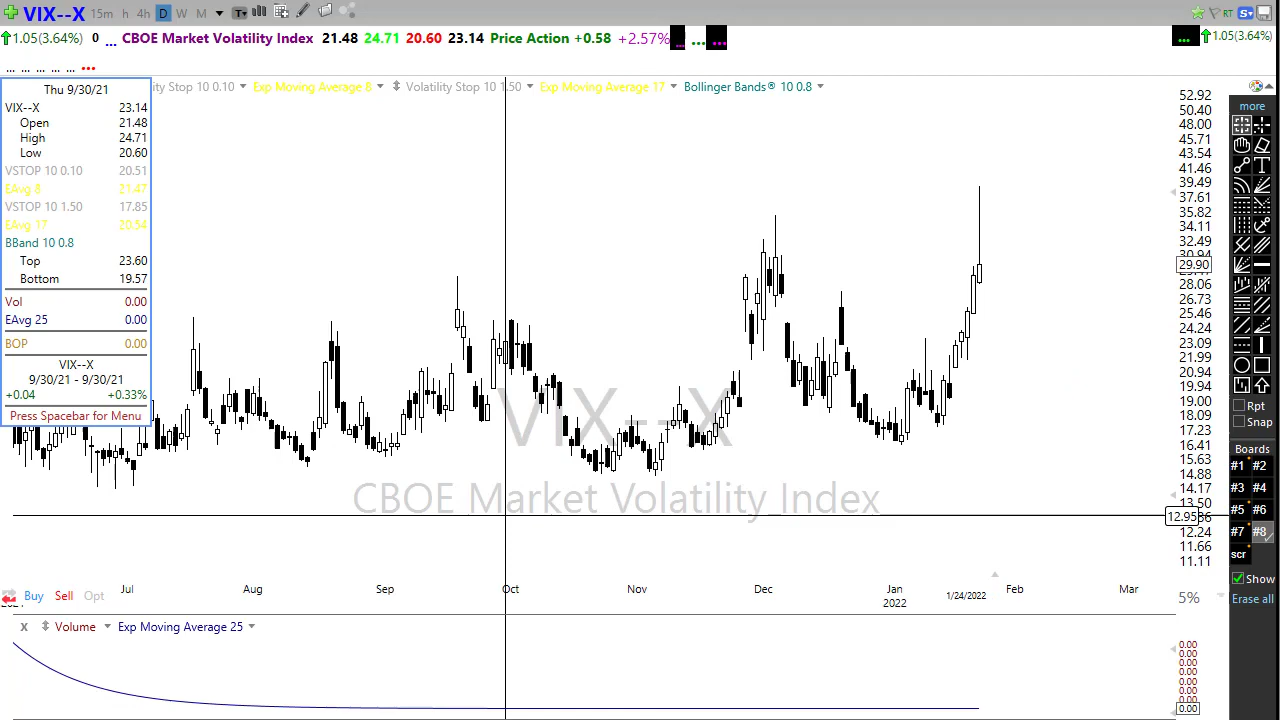 VIX--X 15m h 4h D W M T RT S
1.05(3.64%) 0 ... CBOE Market Volatility Index 21.48 24.71 20.60 23.14 Price Action +0.58 +2.57% ... ... ... ... 1.05(3.64%)
... ... ... ... ... ...
Thu 9/30/21
VIX--X 23.14
Open 21.48
High 24.71
Low 20.60
VSTOP 10 0.10 20.51
EAvg 8 21.47
VSTOP 10 1.50 17.85
EAvg 17 20.54
BBand 10 0.8
Top 23.60
Bottom 19.57
Vol 0.00
EAvg 25 0.00
BOP 0.00
VIX--X
9/30/21 - 9/30/21
+0.04 +0.33%
Press Spacebar for Menu
ity Stop 10 0.10 Exp Moving Average 8 Volatility Stop 10 1.50 Exp Moving Average 17 Bollinger Bands® 10 0.8
52.92
50.40
48.00
45.71
43.54
41.46
39.49
37.61
35.82
34.11
32.49
29.90
28.06
26.73
25.46
24.24
23.09
21.99
20.94
19.94
19.00
18.09
17.23
16.41
15.63
14.88
14.17
13.50
12.95
12.24
11.66
11.11
VIX--X
CBOE Market Volatility Index
more
Rpt
Snap
Boards
#1 #2
#3 #4
#5 #6
#7 #8
scr
Show
Erase all
Jul Aug Sep Oct Nov Dec Jan 1/24/2022 Feb Mar
2022
Buy Sell Opt
5%
X Volume Exp Moving Average 25
0.00
0.00
0.00
0.00
0.00
0.00
0.00
0.00